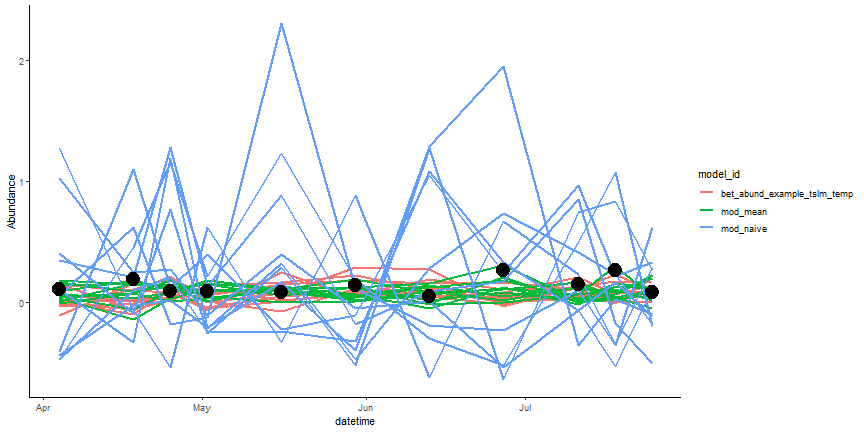 Abundance
2
1
0
Apr
May
Jun
Jul
datetime
model_id
bet_abund_example_tslm_temp
mod_mean
mod_naive